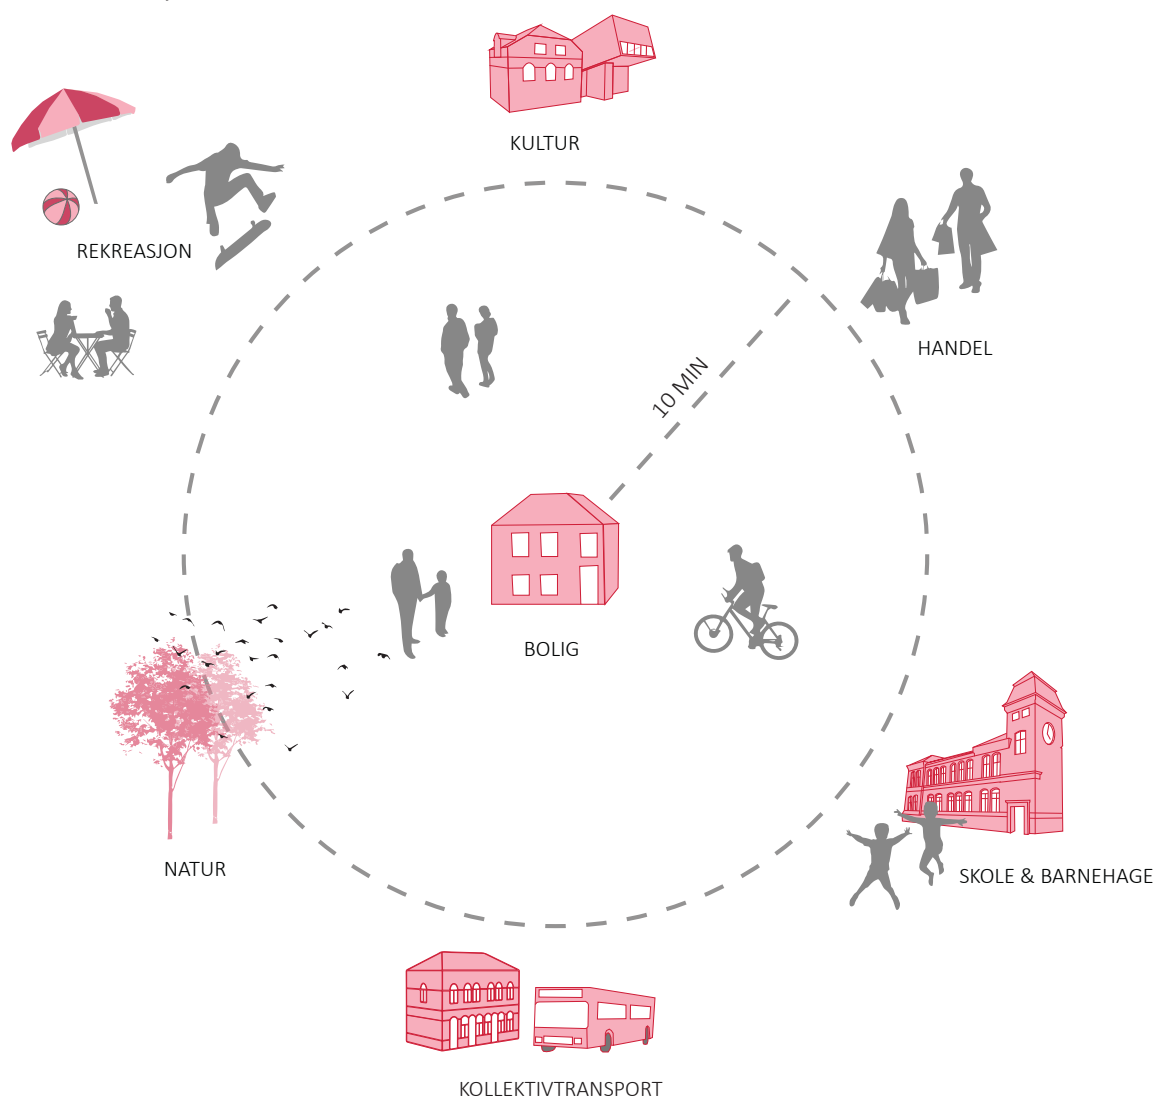 KULTUR
REKREASJON
HANDEL
10 MIN
BOLIG
NATUR
SKOLE & BARNEHAGE
KOLLEKTIVTRANSPORT